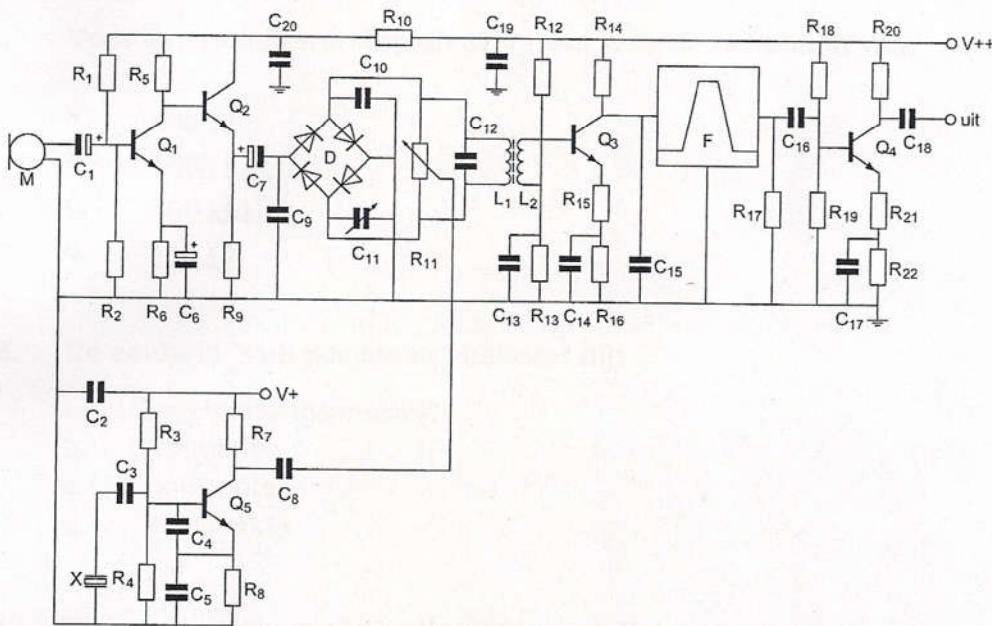 C20 R10 C19 R12 R14 R18 R20
V++
R1 R5 C10
Q2 C12
Q1 D Q3 F C16 Q4 C18 uit
M C1 C7
L1 L2
C9 R15 R17 R19 R21
C11 R11 C15 R22
R2 R6 C6 R9 C13 R13 C14 R16 C17
V+
C2
R3 R7
C3
Q5 C8
C4
X R4 C5 R8